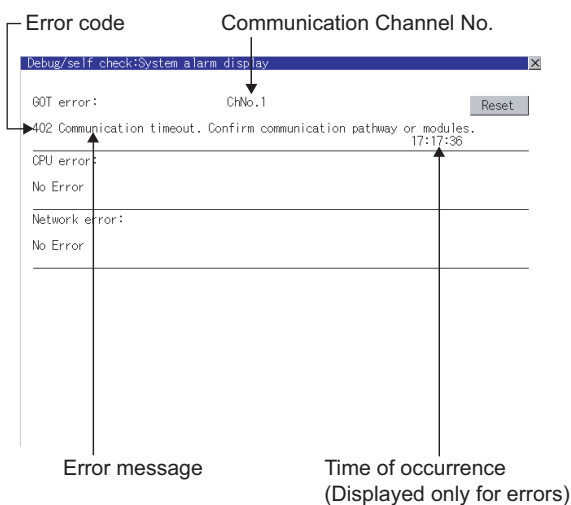 Error code
Communication Channel No.
Debug/self check:System alarm display
GOT error:
ChNo.1
Reset
402 Communication timeout. Confirm communication pathway or modules.
17:17:36
CPU error:
No Error
Network error:
No Error
Error message
Time of occurrence
(Displayed only for errors)